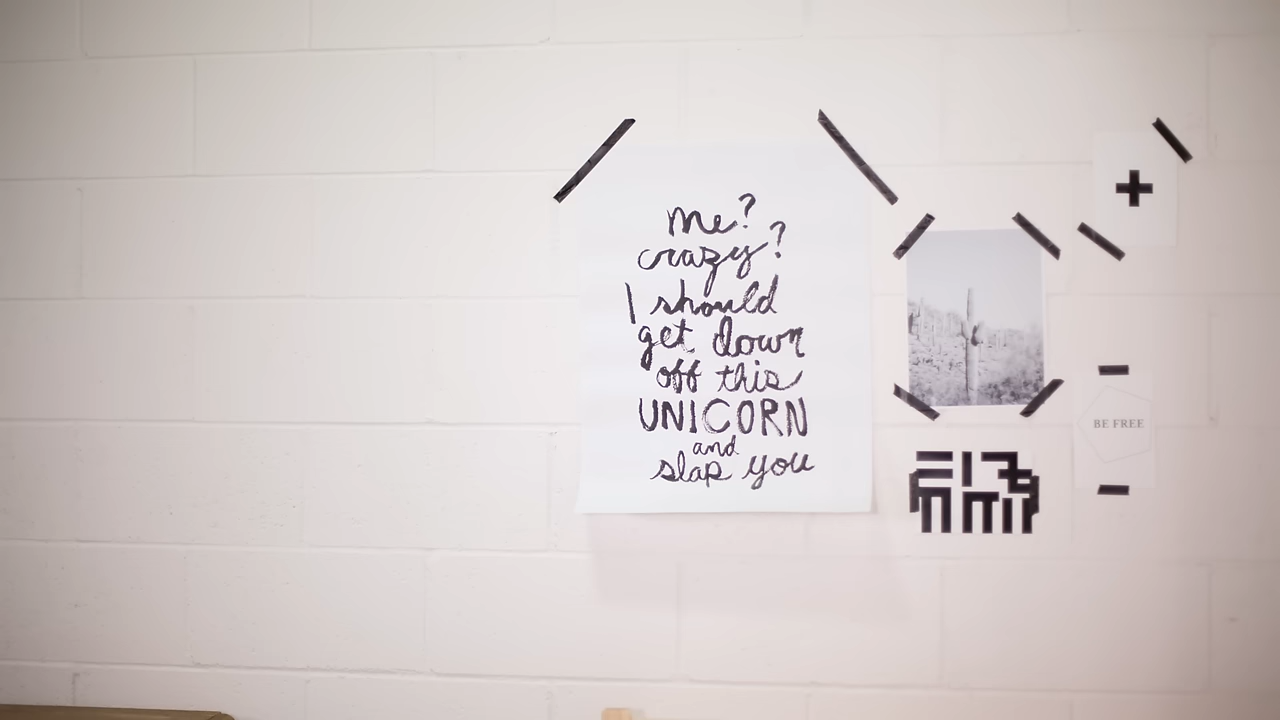 me?
crazy?
I should
get down
off this
UNICORN
and
slap you
BE FREE